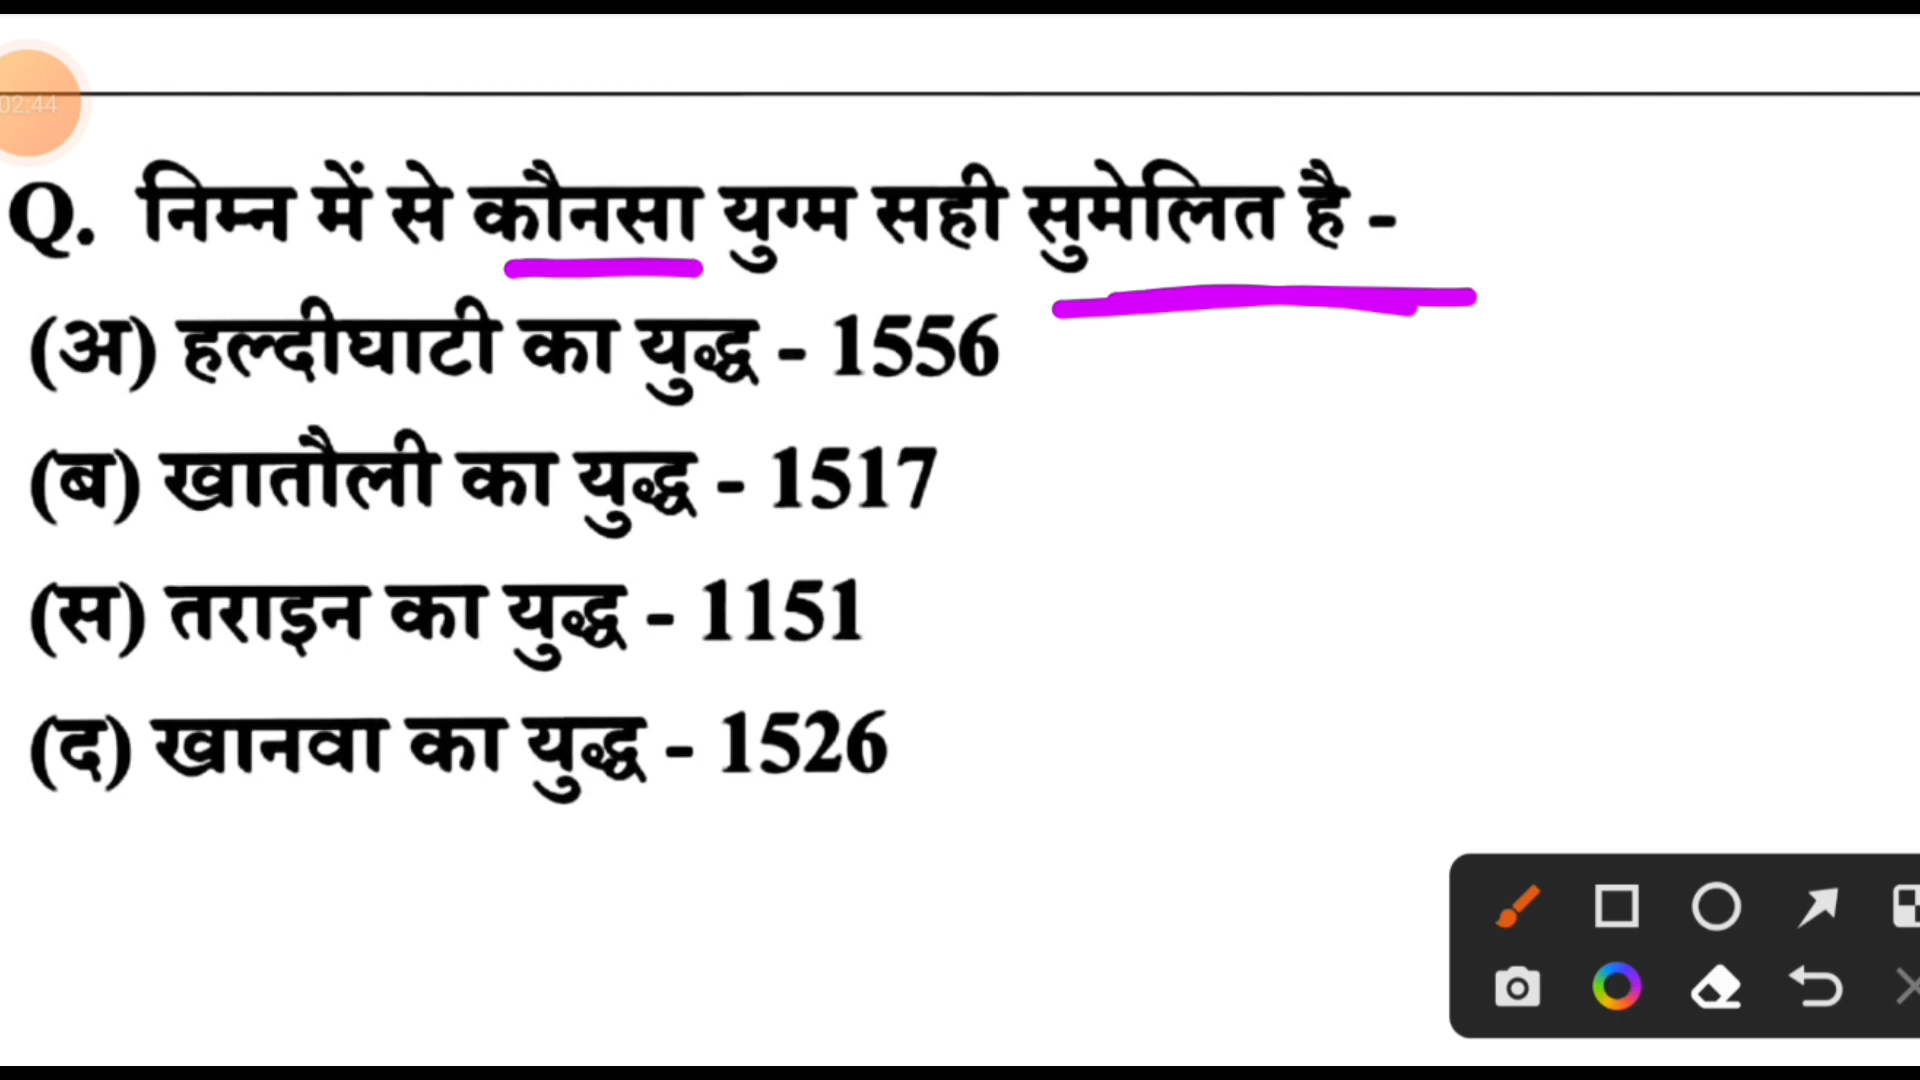 02:44
Q. निम्न में से कौनसा युग्म सही सुमेलित है -
(अ) हल्दीघाटी का युद्ध - 1556
(ब) खातौली का युद्ध - 1517
(स) तराइन का युद्ध - 1151
(द) खानवा का युद्ध - 1526